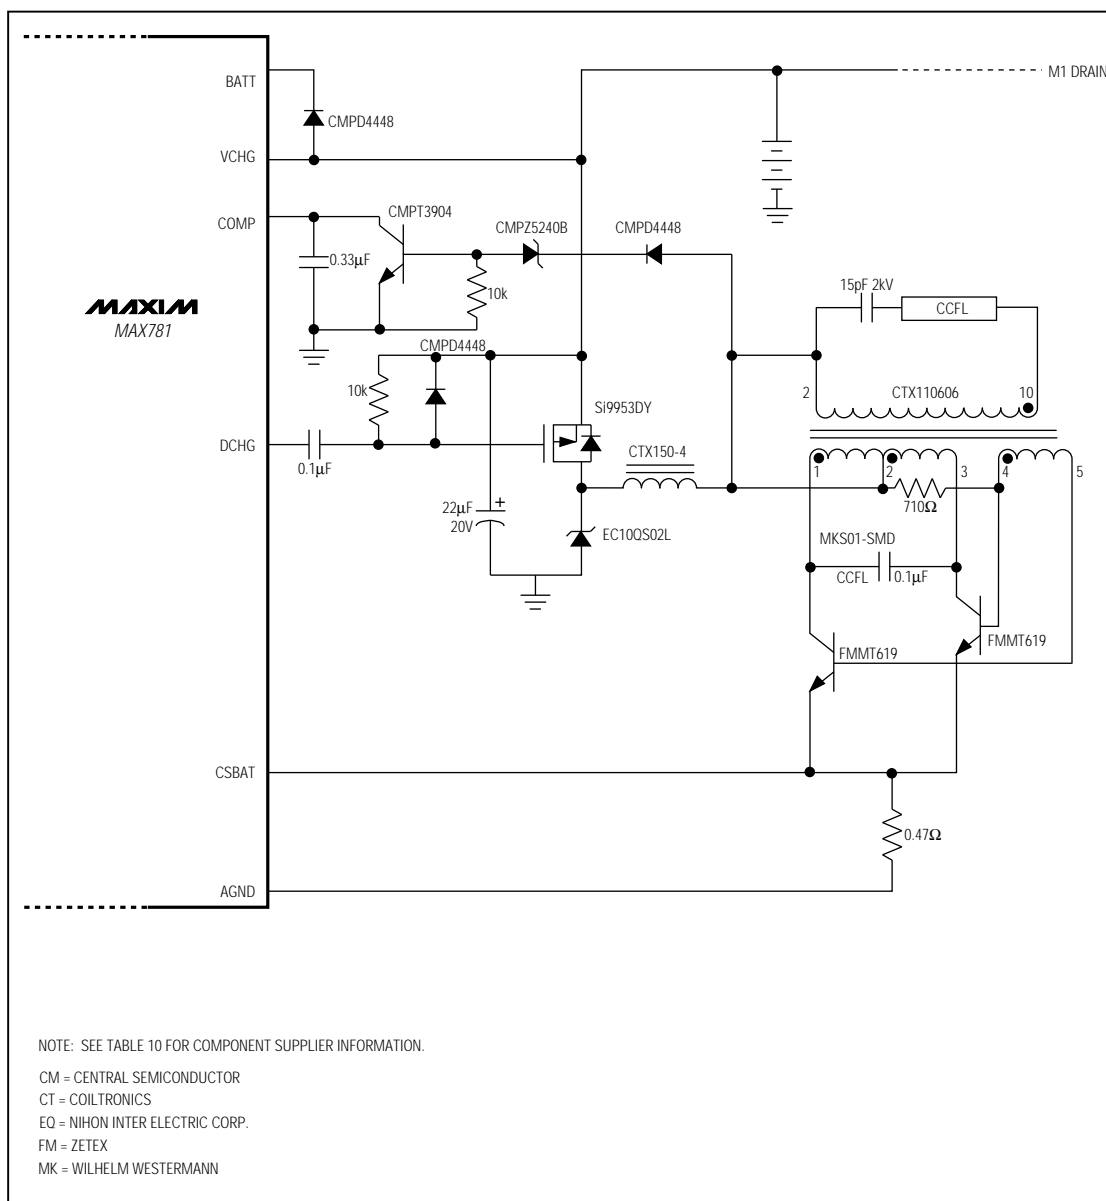 BATT
M1 DRAIN
CMPD4448
VCHG
CMPT3904
COMP
CMPZ5240B
CMPD4448
0.33µF
10k
15pF 2kV
CCFL
MAXIM
MAX781
CMPD4448
10k
2
CTX110606
10
Si9953DY
DCHG
0.1µF
CTX150-4
1
2
3
4
5
710Ω
22µF
20V
+
EC10QS02L
MKS01-SMD
CCFL
0.1µF
FMMT619
FMMT619
CSBAT
0.47Ω
AGND
NOTE: SEE TABLE 10 FOR COMPONENT SUPPLIER INFORMATION.
CM = CENTRAL SEMICONDUCTOR
CT = COILTRONICS
EQ = NIHON INTER ELECTRIC CORP.
FM = ZETEX
MK = WILHELM WESTERMANN